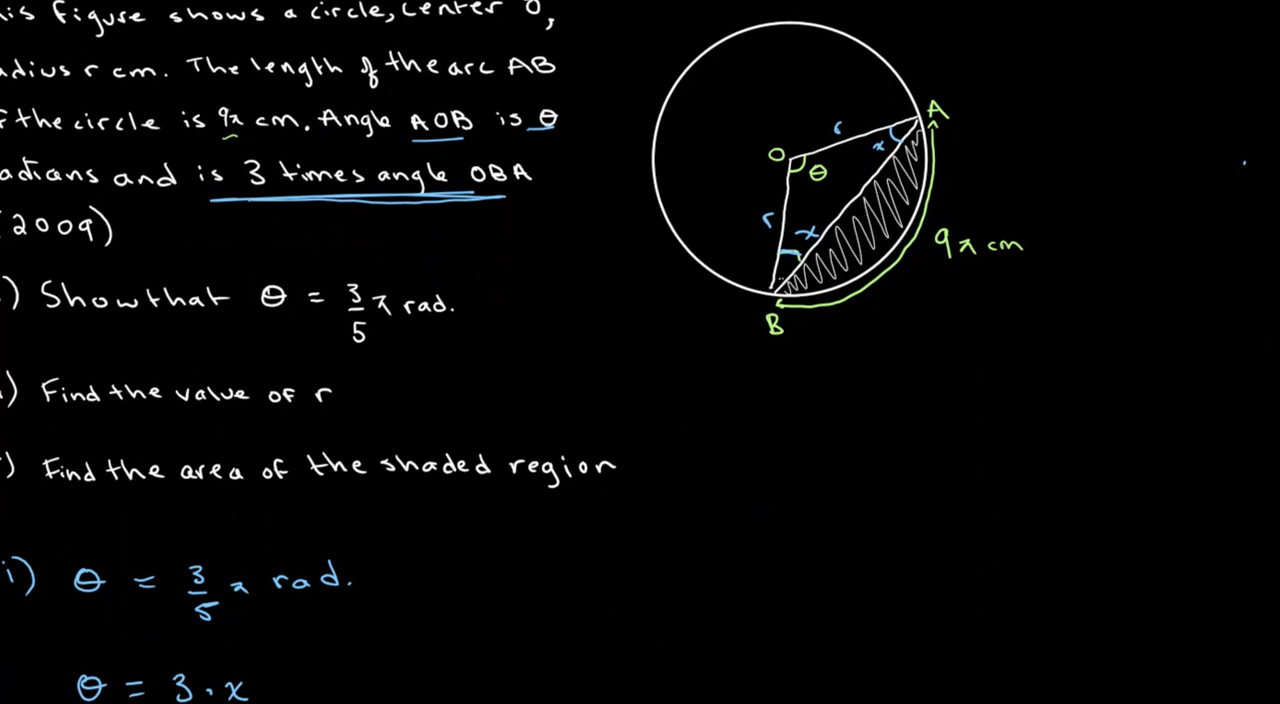 is figure shows a circle, center O,
adius r cm. The length of the arc AB
f the circle is 9π cm. Angle AOB is θ
adians and is 3 times angle OBA
(2009)
) Show that θ = 3/5 π rad.
) Find the value of r
) Find the area of the shaded region
i) θ = 3/5 π rad.
θ = 3 · x
A
r
x
O
θ
r
x
9π cm
B